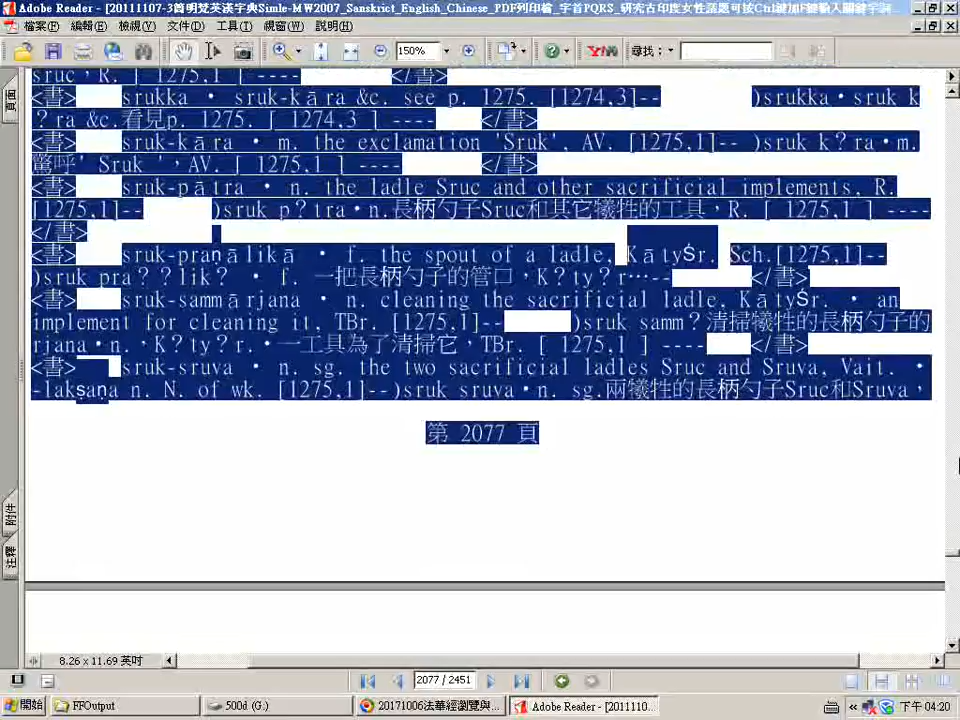 Adobe Reader - [20111107-3簡明梵英漢字典Simle-MW2007_Sanskrict_English_Chinese_PDF列印檔_字首PQRS_研究古印度女性話題可按Ctrl鍵加F鍵輸入關鍵字詞
檔案(F) 編輯(E) 檢視(V) 文件(D) 工具(T) 視窗(W) 說明(H)
150% Y! 尋找:
頁面
sruc，R. [ 1275,1 ] ---- </書>
<書> srukka • sruk-kāra &c. see p. 1275. [1274,3]-- )srukka•sruk k
?ra &c.看見p. 1275. [ 1274,3 ] ---- </書>
<書> sruk-kāra • m. the exclamation 'Sruk', AV. [1275,1]-- )sruk k?ra•m.
驚呼' Sruk '，AV. [ 1275,1 ] ---- </書>
<書> sruk-pātra • n. the ladle Sruc and other sacrificial implements, R.
[1275,1]-- )sruk p?tra•n.長柄勺子Sruc和其它犧牲的工具，R. [ 1275,1 ] ----
</書>
<書> sruk-praṇālikā • f. the spout of a ladle, KātyŚr. Sch.[1275,1]--
)sruk pra??lik? • f. 一把長柄勺子的管口，K?ty?r…-- </書>
<書> sruk-sammārjana • n. cleaning the sacrificial ladle, KātyŚr. • an
implement for cleaning it, TBr. [1275,1]-- )sruk samm?清掃犧牲的長柄勺子的
rjana•n.，K?ty?r.•一工具為了清掃它，TBr. [ 1275,1 ] ---- </書>
<書> sruk-sruva • n. sg. the two sacrificial ladles Sruc and Sruva, Vait. •
-lakṣaṇa n. N. of wk. [1275,1]--)sruk sruva•n. sg.兩犧牲的長柄勺子Sruc和Sruva，
第 2077 頁
附件
注釋
8.26 x 11.69 英吋
2077 / 2451
開始 FFOutput 500d (G:) 20171006法華經瀏覽與... Adobe Reader - [2011110... « 下午 04:20